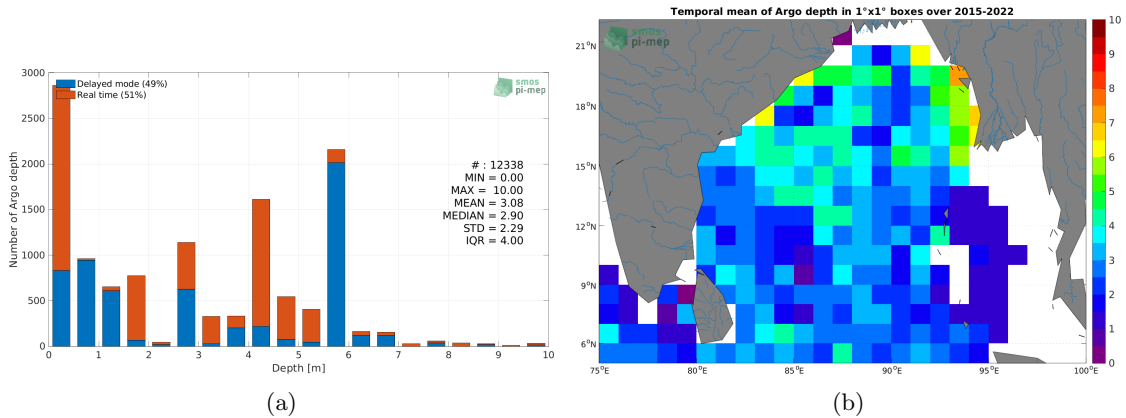 Temporal mean of Argo depth in 1°x1° boxes over 2015-2022
3000
2500
2000
1500
1000
500
0
Number of Argo depth
Delayed mode (49%)
Real time (51%)
smos
pi-mep
# : 12338
MIN = 0.00
MAX = 10.00
MEAN = 3.08
MEDIAN = 2.90
STD = 2.29
IQR = 4.00
0 1 2 3 4 5 6 7 8 9 10
Depth [m]
(a)
smos
pi-mep
21°N
18°N
15°N
12°N
9°N
6°N
75°E 80°E 85°E 90°E 95°E 100°E
10
9
8
7
6
5
4
3
2
1
0
(b)